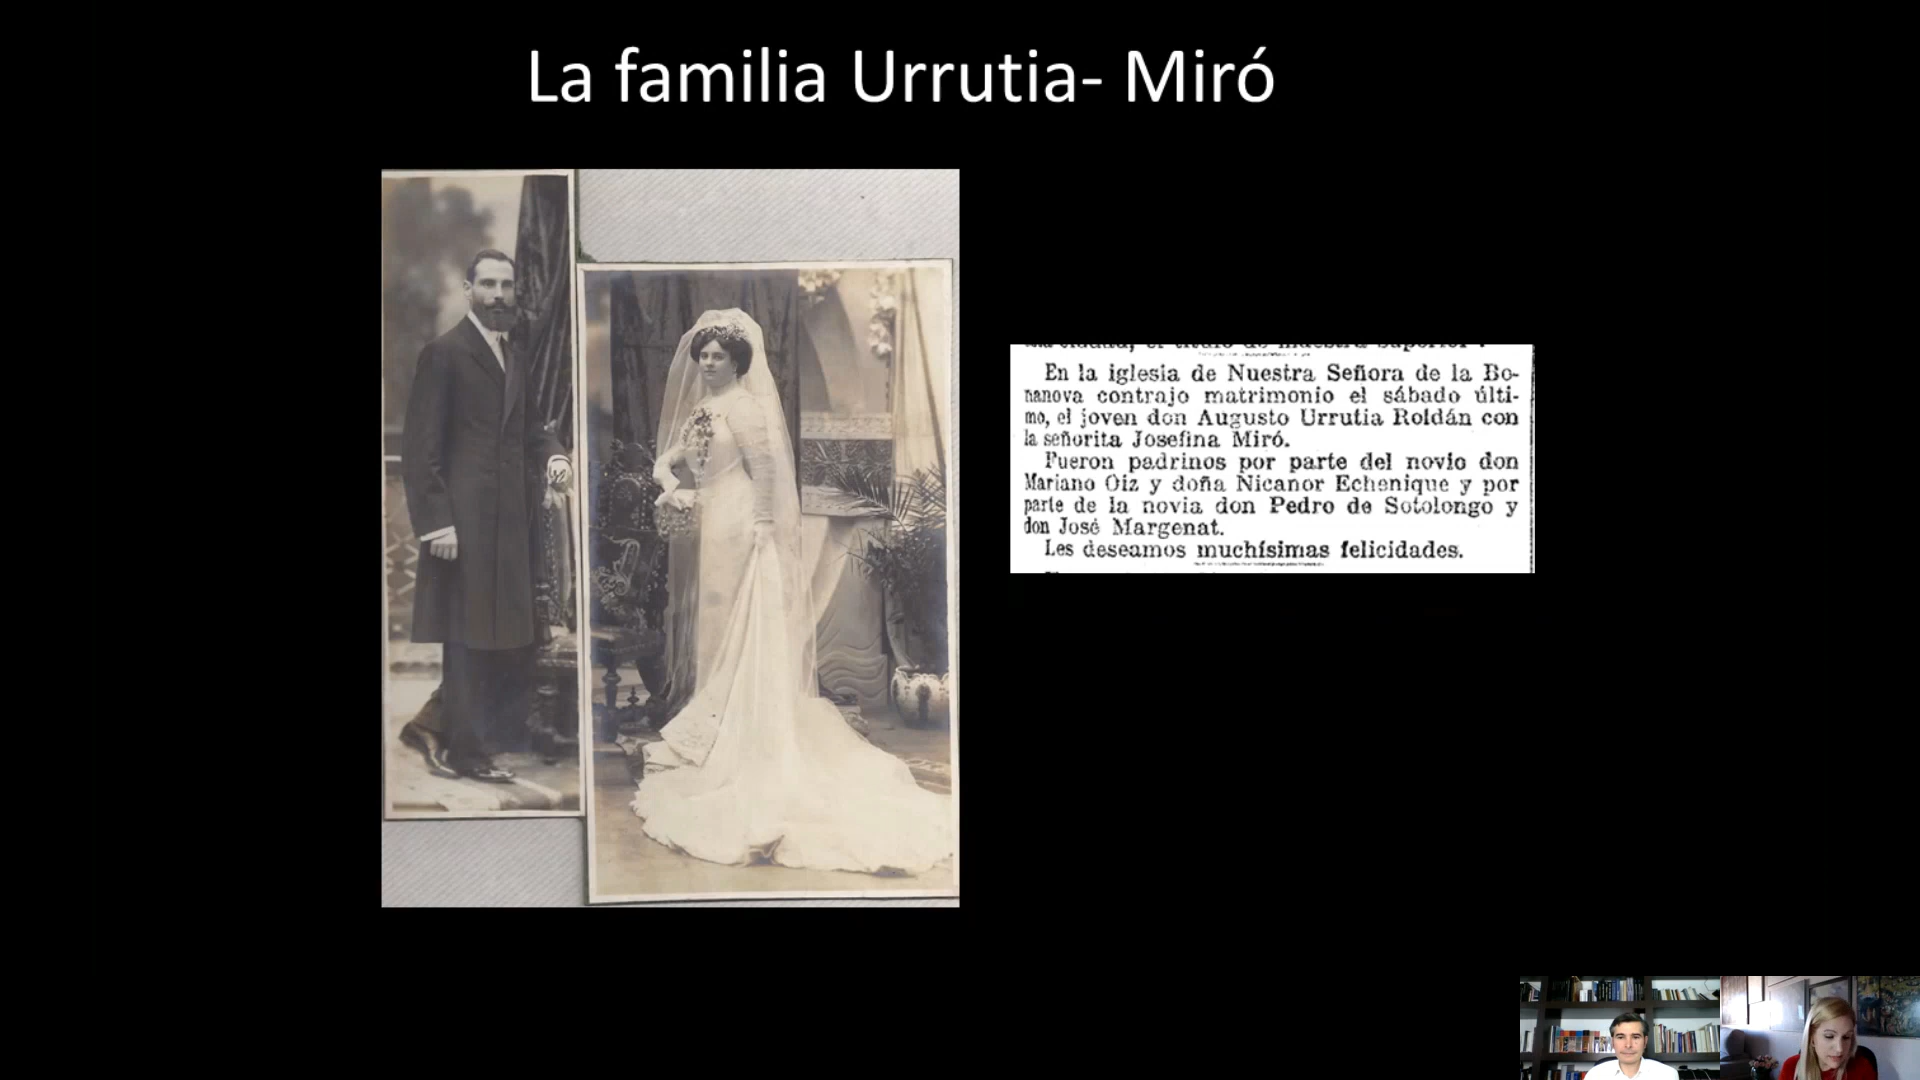 La familia Urrutia- Miró
En la iglesia de Nuestra Señora de la Bo-
nanova contrajo matrimonio el sábado últi-
mo, el joven don Augusto Urrutia Roldán con
la señorita Josefina Miró.
Fueron padrinos por parte del novio don
Mariano Oiz y doña Nicanor Echenique y por
parte de la novia don Pedro de Sotolongo y
don José Margenat.
Les deseamos muchísimas felicidades.